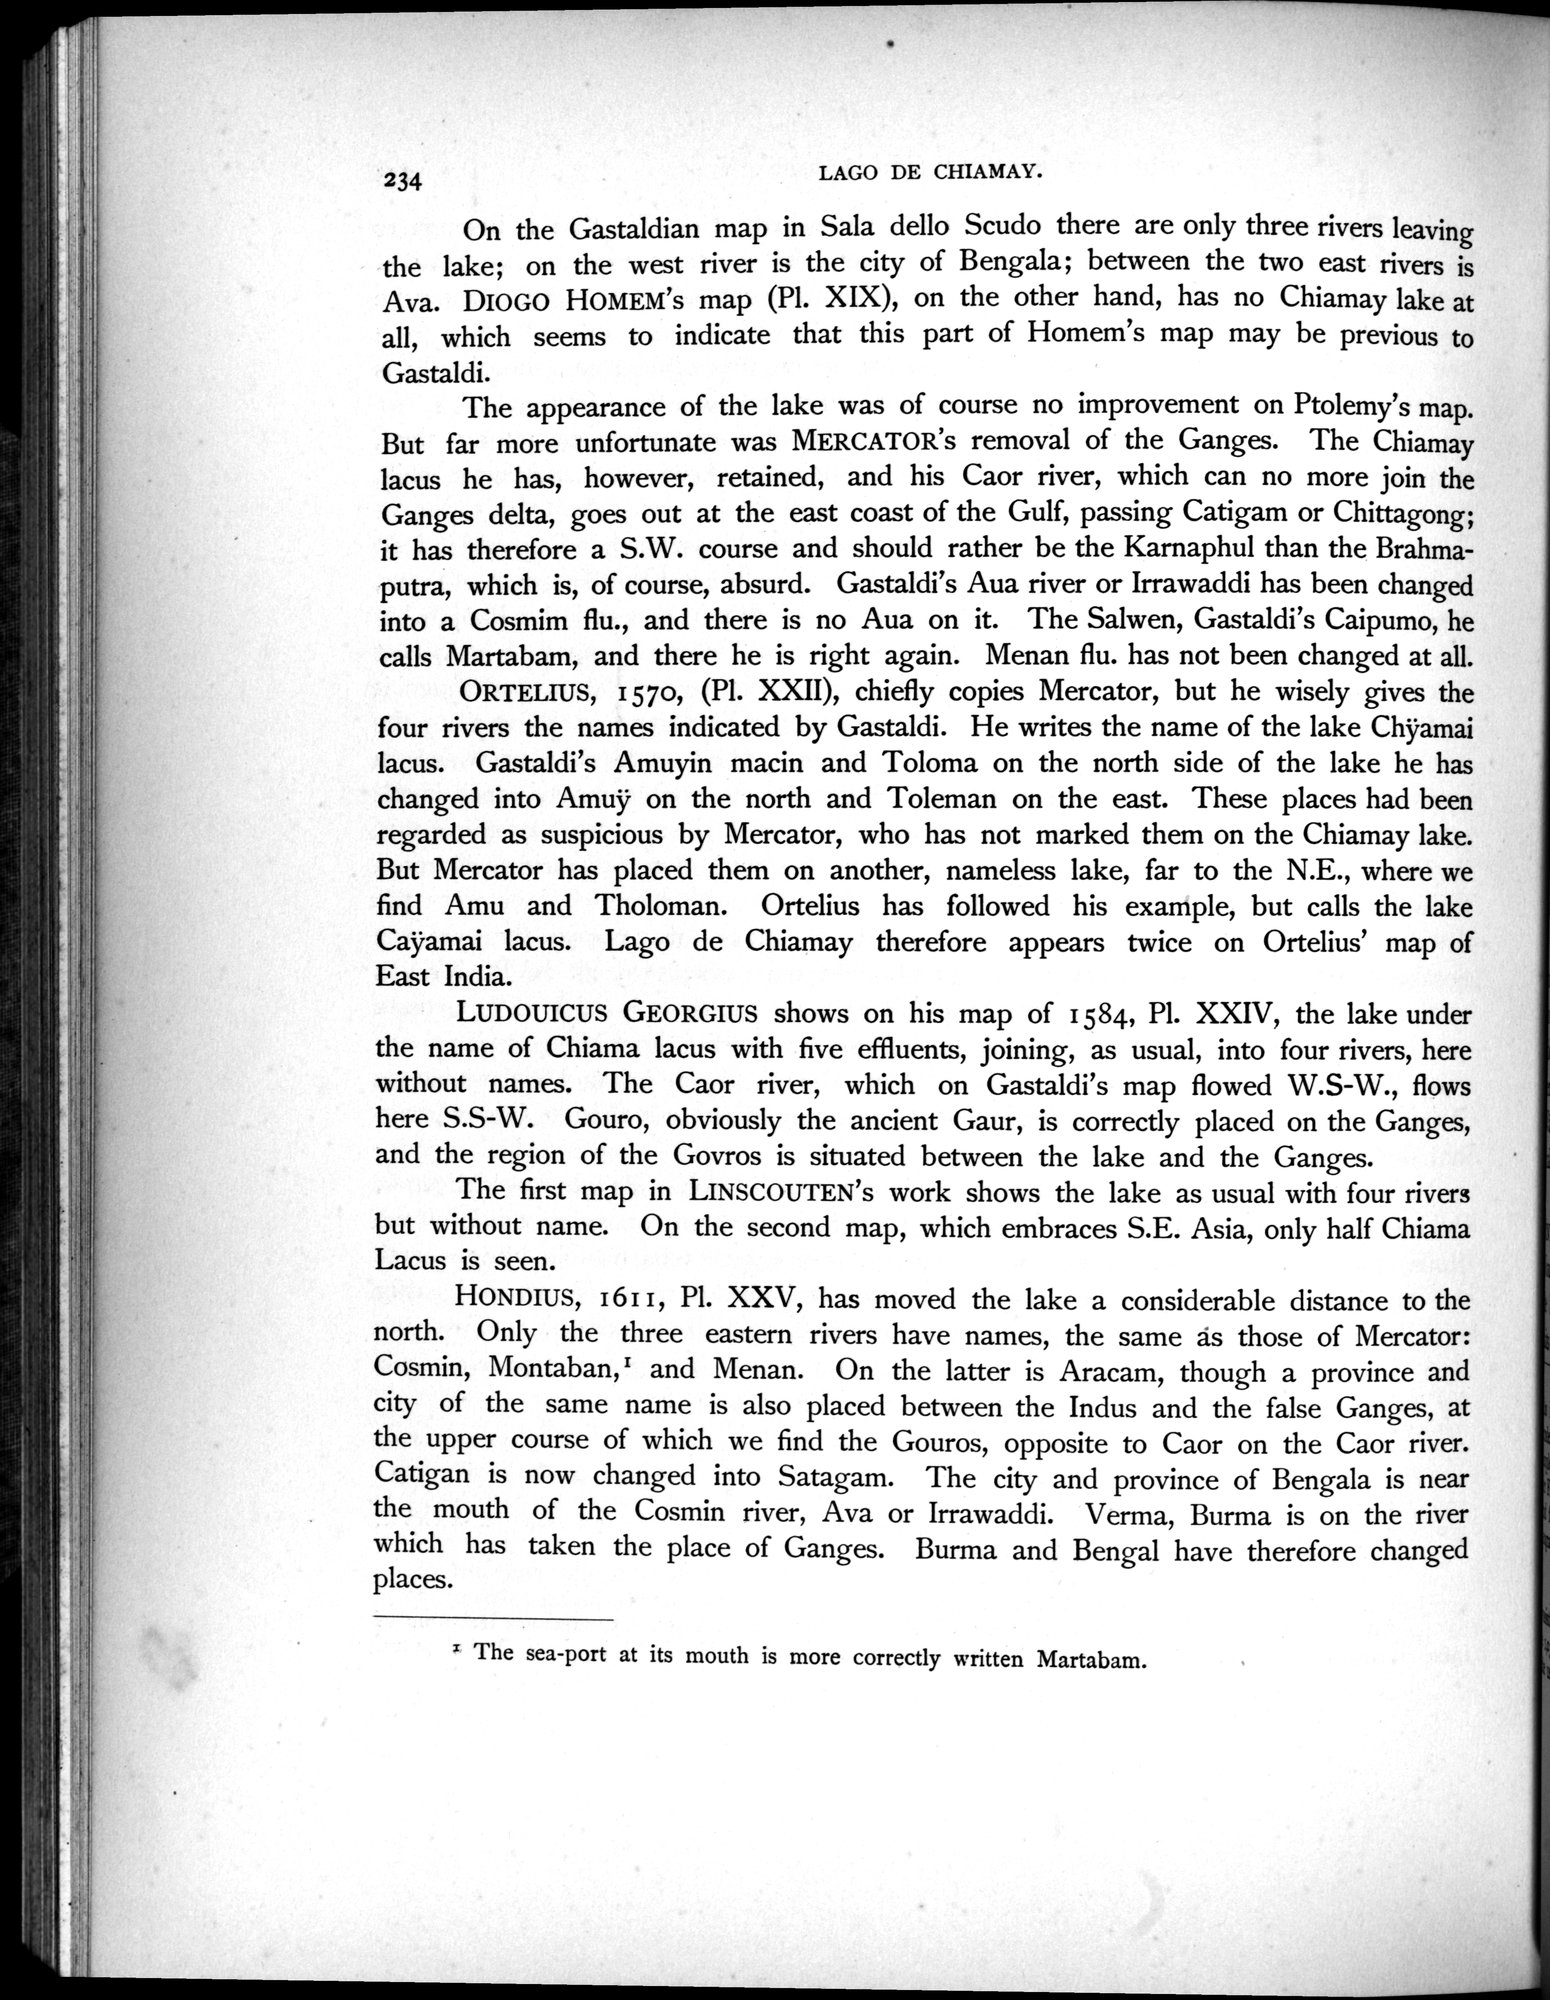 234
LAGO DE CHIAMAY.
On the Gastaldian map in Sala dello Scudo there are only three rivers leaving
the lake; on the west river is the city of Bengala; between the two east rivers is
Ava. DIOGO HOMEM's map (Pl. XIX), on the other hand, has no Chiamay lake at
all, which seems to indicate that this part of Homem's map may be previous to
Gastaldi.
The appearance of the lake was of course no improvement on Ptolemy's map.
But far more unfortunate was MERCATOR's removal of the Ganges. The Chiamay
lacus he has, however, retained, and his Caor river, which can no more join the
Ganges delta, goes out at the east coast of the Gulf, passing Catigam or Chittagong;
it has therefore a S.W. course and should rather be the Karnaphul than the Brahma-
putra, which is, of course, absurd. Gastaldi's Aua river or Irrawaddi has been changed
into a Cosmim flu., and there is no Aua on it. The Salwen, Gastaldi's Caipumo, he
calls Martabam, and there he is right again. Menan flu. has not been changed at all.
ORTELIUS, 1570, (Pl. XXII), chiefly copies Mercator, but he wisely gives the
four rivers the names indicated by Gastaldi. He writes the name of the lake Chÿamai
lacus. Gastaldi's Amuyin macin and Toloma on the north side of the lake he has
changed into Amuÿ on the north and Toleman on the east. These places had been
regarded as suspicious by Mercator, who has not marked them on the Chiamay lake.
But Mercator has placed them on another, nameless lake, far to the N.E., where we
find Amu and Tholoman. Ortelius has followed his example, but calls the lake
Caÿamai lacus. Lago de Chiamay therefore appears twice on Ortelius' map of
East India.
LUDOUICUS GEORGIUS shows on his map of 1584, Pl. XXIV, the lake under
the name of Chiama lacus with five effluents, joining, as usual, into four rivers, here
without names. The Caor river, which on Gastaldi's map flowed W.S-W., flows
here S.S-W. Gouro, obviously the ancient Gaur, is correctly placed on the Ganges,
and the region of the Govros is situated between the lake and the Ganges.
The first map in LINSCOUTEN's work shows the lake as usual with four rivers
but without name. On the second map, which embraces S.E. Asia, only half Chiama
Lacus is seen.
HONDIUS, 1611, Pl. XXV, has moved the lake a considerable distance to the
north. Only the three eastern rivers have names, the same as those of Mercator:
Cosmin, Montaban,¹ and Menan. On the latter is Aracam, though a province and
city of the same name is also placed between the Indus and the false Ganges, at
the upper course of which we find the Gouros, opposite to Caor on the Caor river.
Catigan is now changed into Satagam. The city and province of Bengala is near
the mouth of the Cosmin river, Ava or Irrawaddi. Verma, Burma is on the river
which has taken the place of Ganges. Burma and Bengal have therefore changed
places.
¹ The sea-port at its mouth is more correctly written Martabam.